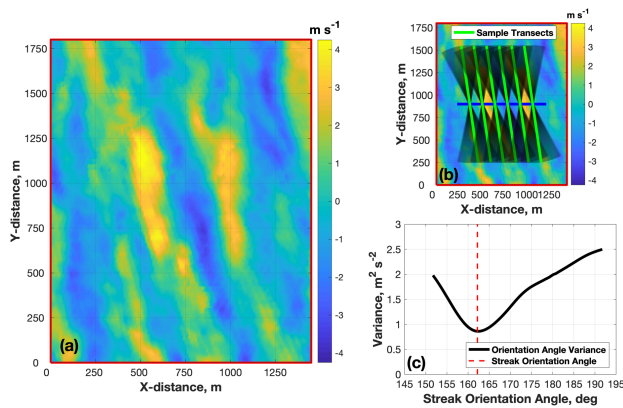 m s⁻¹
1750
1500
1250
1000
750
500
250
0
Y-distance, m
0 250 500 750 1000 1250
X-distance, m
4
3
2
1
0
-1
-2
-3
-4
(a)
m s⁻¹
Sample Transects
1750
1500
1250
1000
750
500
250
0
Y-distance, m
0 250 500 750 1000 1250
X-distance, m
4
3
2
1
0
-1
-2
-3
-4
(b)
3
2.5
2
1.5
1
0.5
0
Variance, m² s⁻²
Orientation Angle Variance
Streak Orientation Angle
(c)
145 150 155 160 165 170 175 180 185 190 195
Streak Orientation Angle, deg